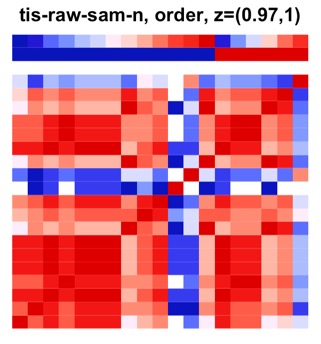 tis-raw-sam-n, order, z=(0.97,1)